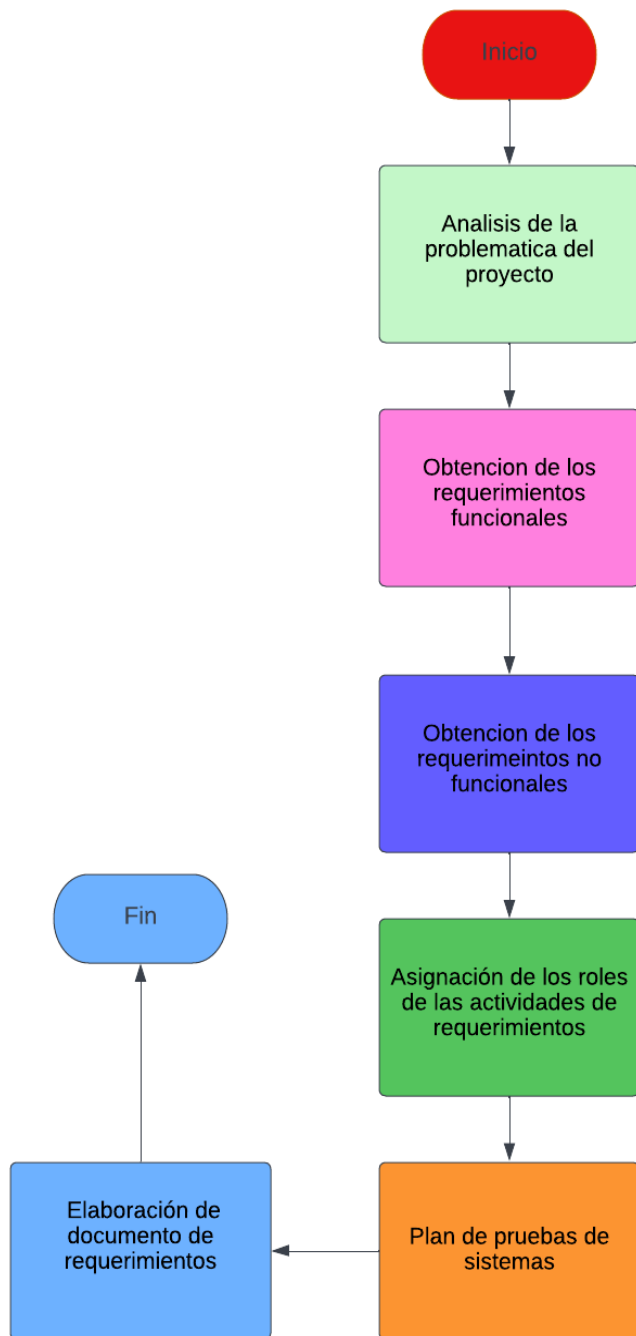 Inicio
Analisis de la
problematica del
proyecto
Obtencion de los
requerimientos
funcionales
Obtencion de los
requerimeintos no
funcionales
Asignación de los roles
de las actividades de
requerimientos
Plan de pruebas de
sistemas
Elaboración de
documento de
requerimientos
Fin